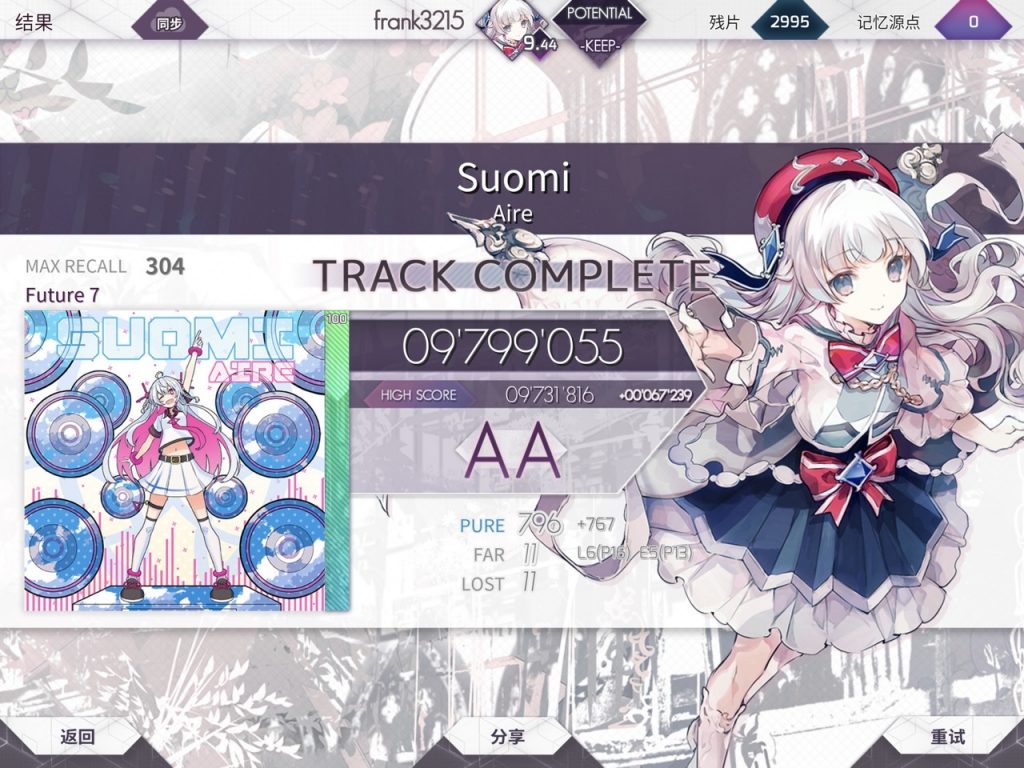 结果
同步
frank3215
9.44
POTENTIAL
-KEEP-
残片
2995
记忆源点
0
Suomi
Aire
MAX RECALL 304
TRACK COMPLETE
Future 7
SUOMI
AIRE
100
09'799'055
HIGH SCORE 09'731'816 +00'067'239
AA
PURE 796 +767
FAR 11 L6(P16) E5(P13)
LOST 11
返回
分享
重试